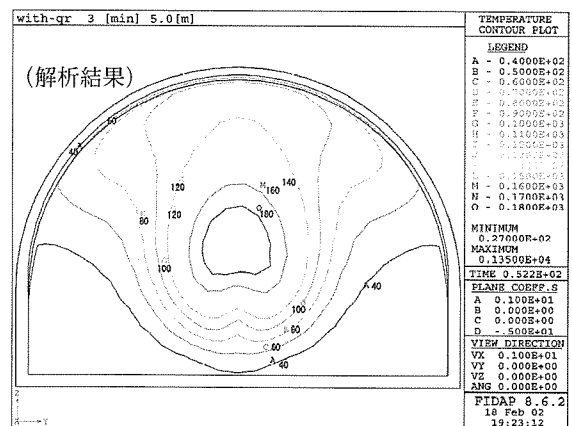 with-qr 3 [min] 5.0[m]
(解析結果)
40
60
120
M 160
140
180
80
120
100
A 40
100
80
C 60
A 40
Z
Y
TEMPERATURE
CONTOUR PLOT
LEGEND
A - 0.4000E+02
B - 0.5000E+02
C - 0.6000E+02
D - 0.7000E+02
E - 0.8000E+02
F - 0.9000E+02
G - 0.1000E+03
H - 0.1100E+03
M - 0.1600E+03
N - 0.1700E+03
O - 0.1800E+03
MINIMUM
0.27000E+02
MAXIMUM
0.13500E+04
TIME 0.522E+02
PLANE COEFF.S
A 0.100E+01
B 0.000E+00
C 0.000E+00
D -.500E+01
VIEW DIRECTION
VX 0.100E+01
VY 0.000E+00
VZ 0.000E+00
ANG 0.000E+00
FIDAP 8.6.2
18 Feb 02
19:23:12